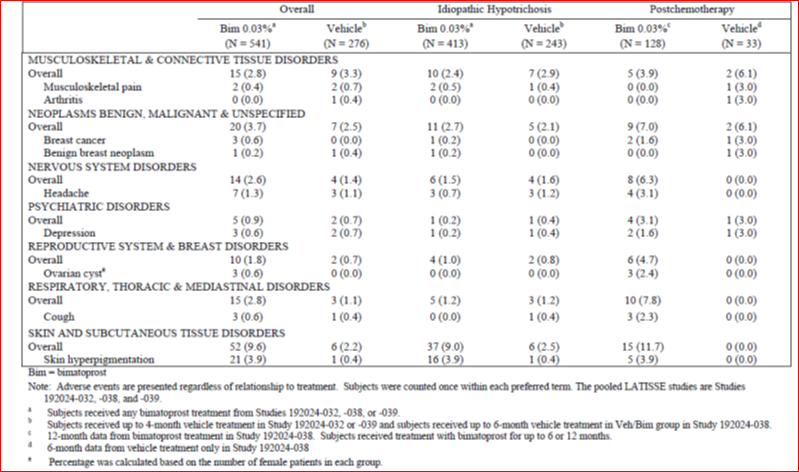 Overall Idiopathic Hypotrichosis Postchemotherapy
Bim 0.03%a Vehicleb Bim 0.03%a Vehicleb Bim 0.03%c Vehicled
(N = 541) (N = 276) (N = 413) (N = 243) (N = 128) (N = 33)
MUSCULOSKELETAL & CONNECTIVE TISSUE DISORDERS
Overall 15 (2.8) 9 (3.3) 10 (2.4) 7 (2.9) 5 (3.9) 2 (6.1)
Musculoskeletal pain 2 (0.4) 2 (0.7) 2 (0.5) 1 (0.4) 0 (0.0) 1 (3.0)
Arthritis 0 (0.0) 1 (0.4) 0 (0.0) 0 (0.0) 0 (0.0) 1 (3.0)
NEOPLASMS BENIGN, MALIGNANT & UNSPECIFIED
Overall 20 (3.7) 7 (2.5) 11 (2.7) 5 (2.1) 9 (7.0) 2 (6.1)
Breast cancer 3 (0.6) 0 (0.0) 1 (0.2) 0 (0.0) 2 (1.6) 1 (3.0)
Benign breast neoplasm 1 (0.2) 1 (0.4) 1 (0.2) 0 (0.0) 0 (0.0) 1 (3.0)
NERVOUS SYSTEM DISORDERS
Overall 14 (2.6) 4 (1.4) 6 (1.5) 4 (1.6) 8 (6.3) 0 (0.0)
Headache 7 (1.3) 3 (1.1) 3 (0.7) 3 (1.2) 4 (3.1) 0 (0.0)
PSYCHIATRIC DISORDERS
Overall 5 (0.9) 2 (0.7) 1 (0.2) 1 (0.4) 4 (3.1) 1 (3.0)
Depression 3 (0.6) 2 (0.7) 1 (0.2) 1 (0.4) 2 (1.6) 1 (3.0)
REPRODUCTIVE SYSTEM & BREAST DISORDERS
Overall 10 (1.8) 2 (0.7) 4 (1.0) 2 (0.8) 6 (4.7) 0 (0.0)
Ovarian cyst* 3 (0.6) 0 (0.0) 0 (0.0) 0 (0.0) 3 (2.4) 0 (0.0)
RESPIRATORY, THORACIC & MEDIASTINAL DISORDERS
Overall 15 (2.8) 3 (1.1) 5 (1.2) 3 (1.2) 10 (7.8) 0 (0.0)
Cough 3 (0.6) 1 (0.4) 0 (0.0) 1 (0.4) 3 (2.3) 0 (0.0)
SKIN AND SUBCUTANEOUS TISSUE DISORDERS
Overall 52 (9.6) 6 (2.2) 37 (9.0) 6 (2.5) 15 (11.7) 0 (0.0)
Skin hyperpigmentation 21 (3.9) 1 (0.4) 16 (3.9) 1 (0.4) 5 (3.9) 0 (0.0)
Bim = bimatoprost
Note: Adverse events are presented regardless of relationship to treatment. Subjects were counted once within each preferred term. The pooled LATISSE studies are Studies
192024-032, -038, and -039.
a Subjects received any bimatoprost treatment from Studies 192024-032, -038, or -039.
b Subjects received up to 4-month vehicle treatment in Study 192024-032 or -039 and subjects received up to 6-month vehicle treatment in Veh/Bim group in Study 192024-038.
c 12-month data from bimatoprost treatment in Study 192024-038. Subjects received treatment with bimatoprost for up to 6 or 12 months.
d 6-month data from vehicle treatment only in Study 192024-038
* Percentage was calculated based on the number of female patients in each group.